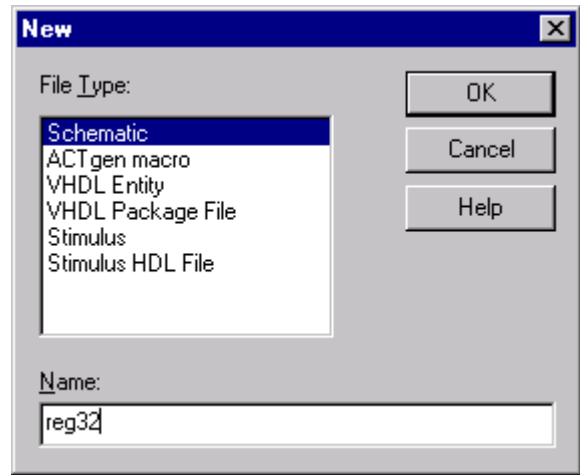 New
File Type:
OK
Schematic
ACTgen macro
Cancel
VHDL Entity
VHDL Package File
Help
Stimulus
Stimulus HDL File
Name:
reg32